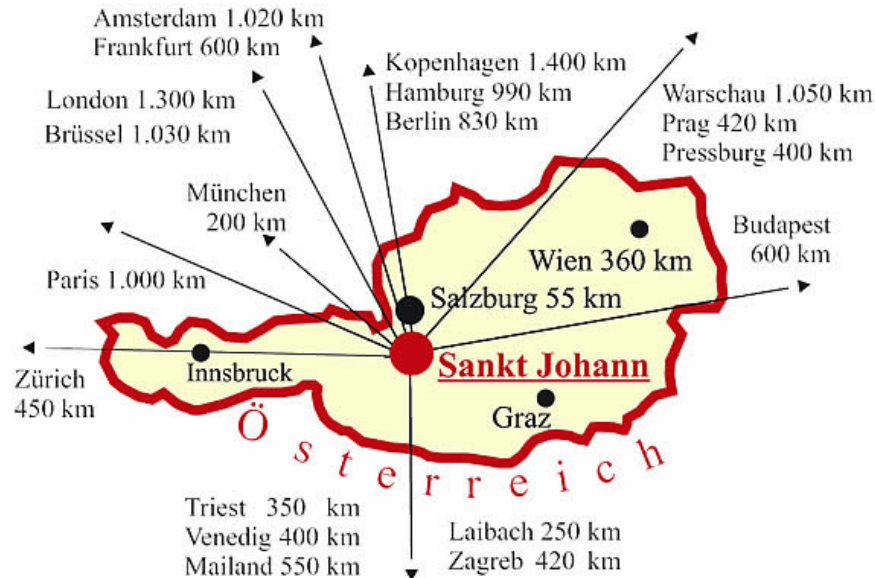 Amsterdam 1.020 km
Frankfurt 600 km
London 1.300 km
Brüssel 1.030 km
Kopenhagen 1.400 km
Hamburg 990 km
Berlin 830 km
Warschau 1.050 km
Prag 420 km
Pressburg 400 km
München
200 km
Budapest
600 km
Paris 1.000 km
Wien 360 km
Salzburg 55 km
Zürich
450 km
Innsbruck
Sankt Johann
Graz
Österreich
Triest 350 km
Venedig 400 km
Mailand 550 km
Laibach 250 km
Zagreb 420 km